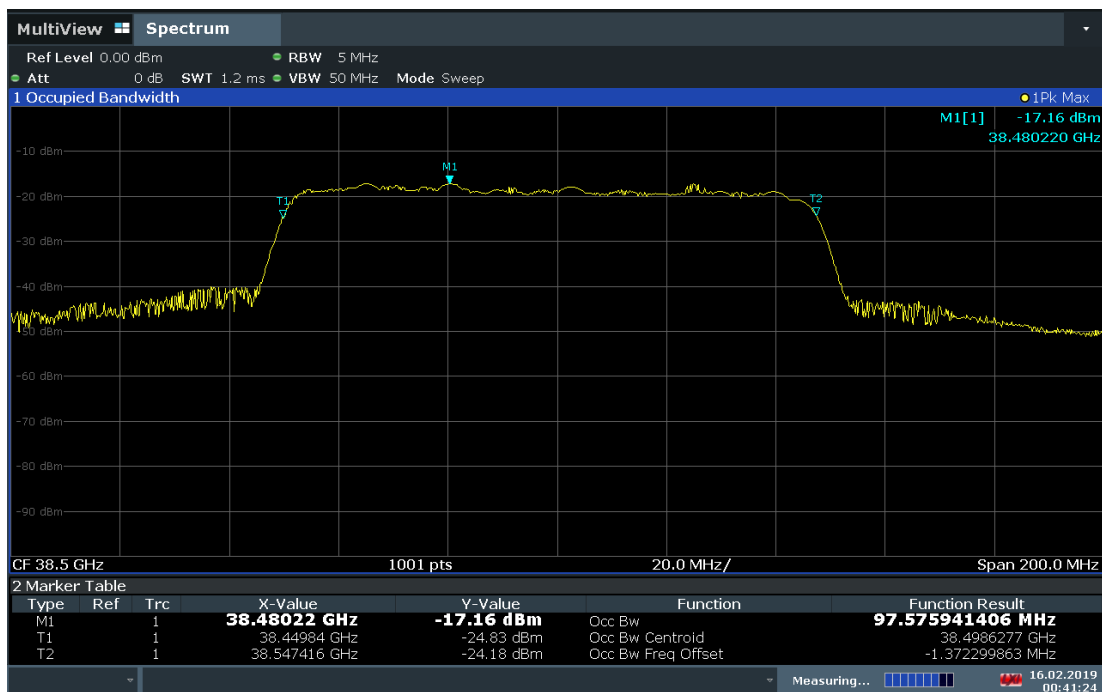 MultiView Spectrum
Ref Level 0.00 dBm RBW 5 MHz
Att 0 dB SWT 1.2 ms VBW 50 MHz Mode Sweep
1 Occupied Bandwidth 1Pk Max
M1[1] -17.16 dBm
38.480220 GHz
-10 dBm
M1
-20 dBm
T1
T2
-30 dBm
-40 dBm
-50 dBm
-60 dBm
-70 dBm
-80 dBm
-90 dBm
CF 38.5 GHz 1001 pts 20.0 MHz/ Span 200.0 MHz
2 Marker Table
Type Ref Trc X-Value Y-Value Function Function Result
M1 1 38.48022 GHz -17.16 dBm Occ Bw 97.575941406 MHz
T1 1 38.44984 GHz -24.83 dBm Occ Bw Centroid 38.4986277 GHz
T2 1 38.547416 GHz -24.18 dBm Occ Bw Freq Offset -1.372299863 MHz
Measuring... 16.02.2019
00:41:24